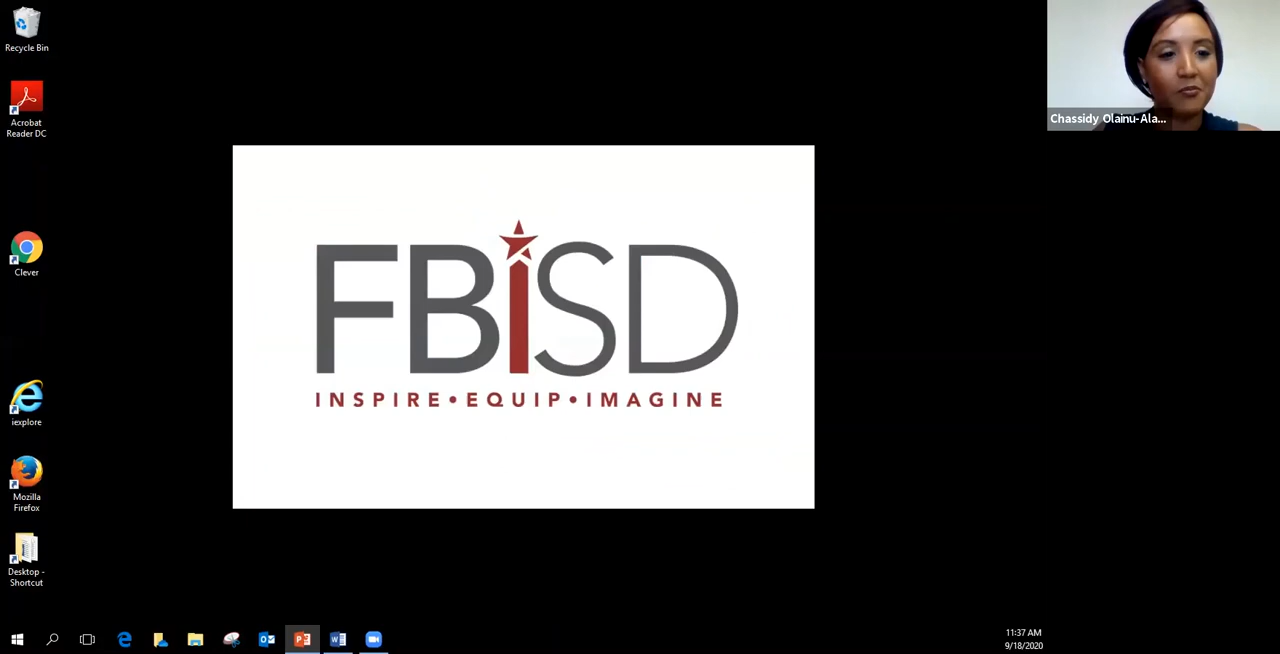 Recycle Bin
Acrobat
Reader DC
Clever
iexplore
Mozilla
Firefox
Desktop -
Shortcut
FBiSD
INSPIRE•EQUIP•IMAGINE
Chassidy Olainu-Ala...
11:37 AM
9/18/2020